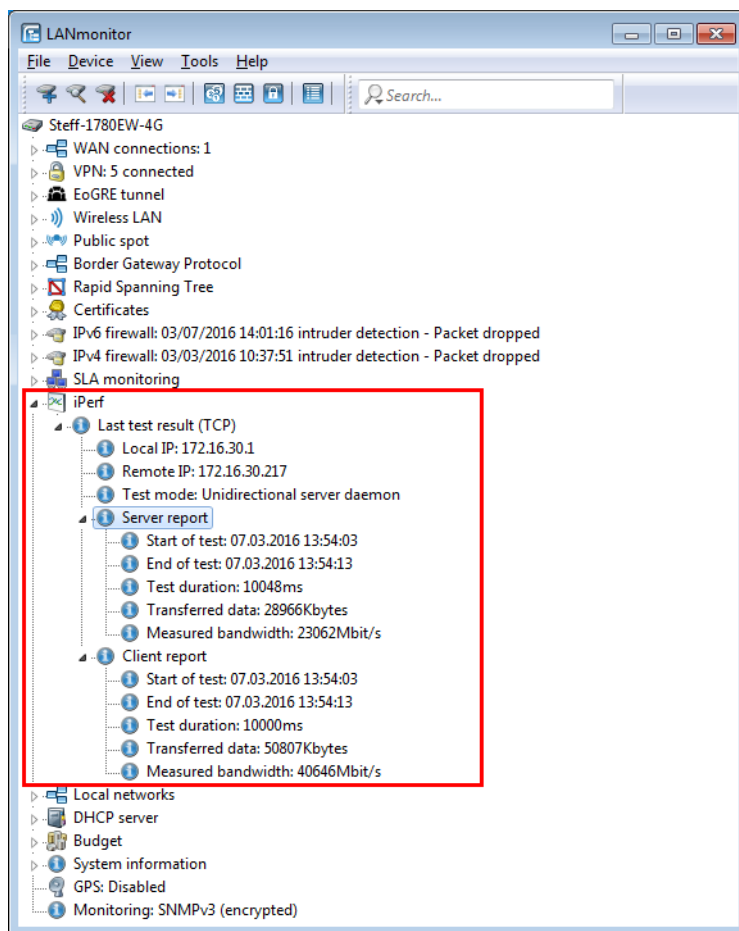 LANmonitor
File Device View Tools Help
Search...
Steff-1780EW-4G
WAN connections: 1
VPN: 5 connected
EoGRE tunnel
Wireless LAN
Public spot
Border Gateway Protocol
Rapid Spanning Tree
Certificates
IPv6 firewall: 03/07/2016 14:01:16 intruder detection - Packet dropped
IPv4 firewall: 03/03/2016 10:37:51 intruder detection - Packet dropped
SLA monitoring
iPerf
Last test result (TCP)
Local IP: 172.16.30.1
Remote IP: 172.16.30.217
Test mode: Unidirectional server daemon
Server report
Start of test: 07.03.2016 13:54:03
End of test: 07.03.2016 13:54:13
Test duration: 10048ms
Transferred data: 28966Kbytes
Measured bandwidth: 23062Mbit/s
Client report
Start of test: 07.03.2016 13:54:03
End of test: 07.03.2016 13:54:13
Test duration: 10000ms
Transferred data: 50807Kbytes
Measured bandwidth: 40646Mbit/s
Local networks
DHCP server
Budget
System information
GPS: Disabled
Monitoring: SNMPv3 (encrypted)